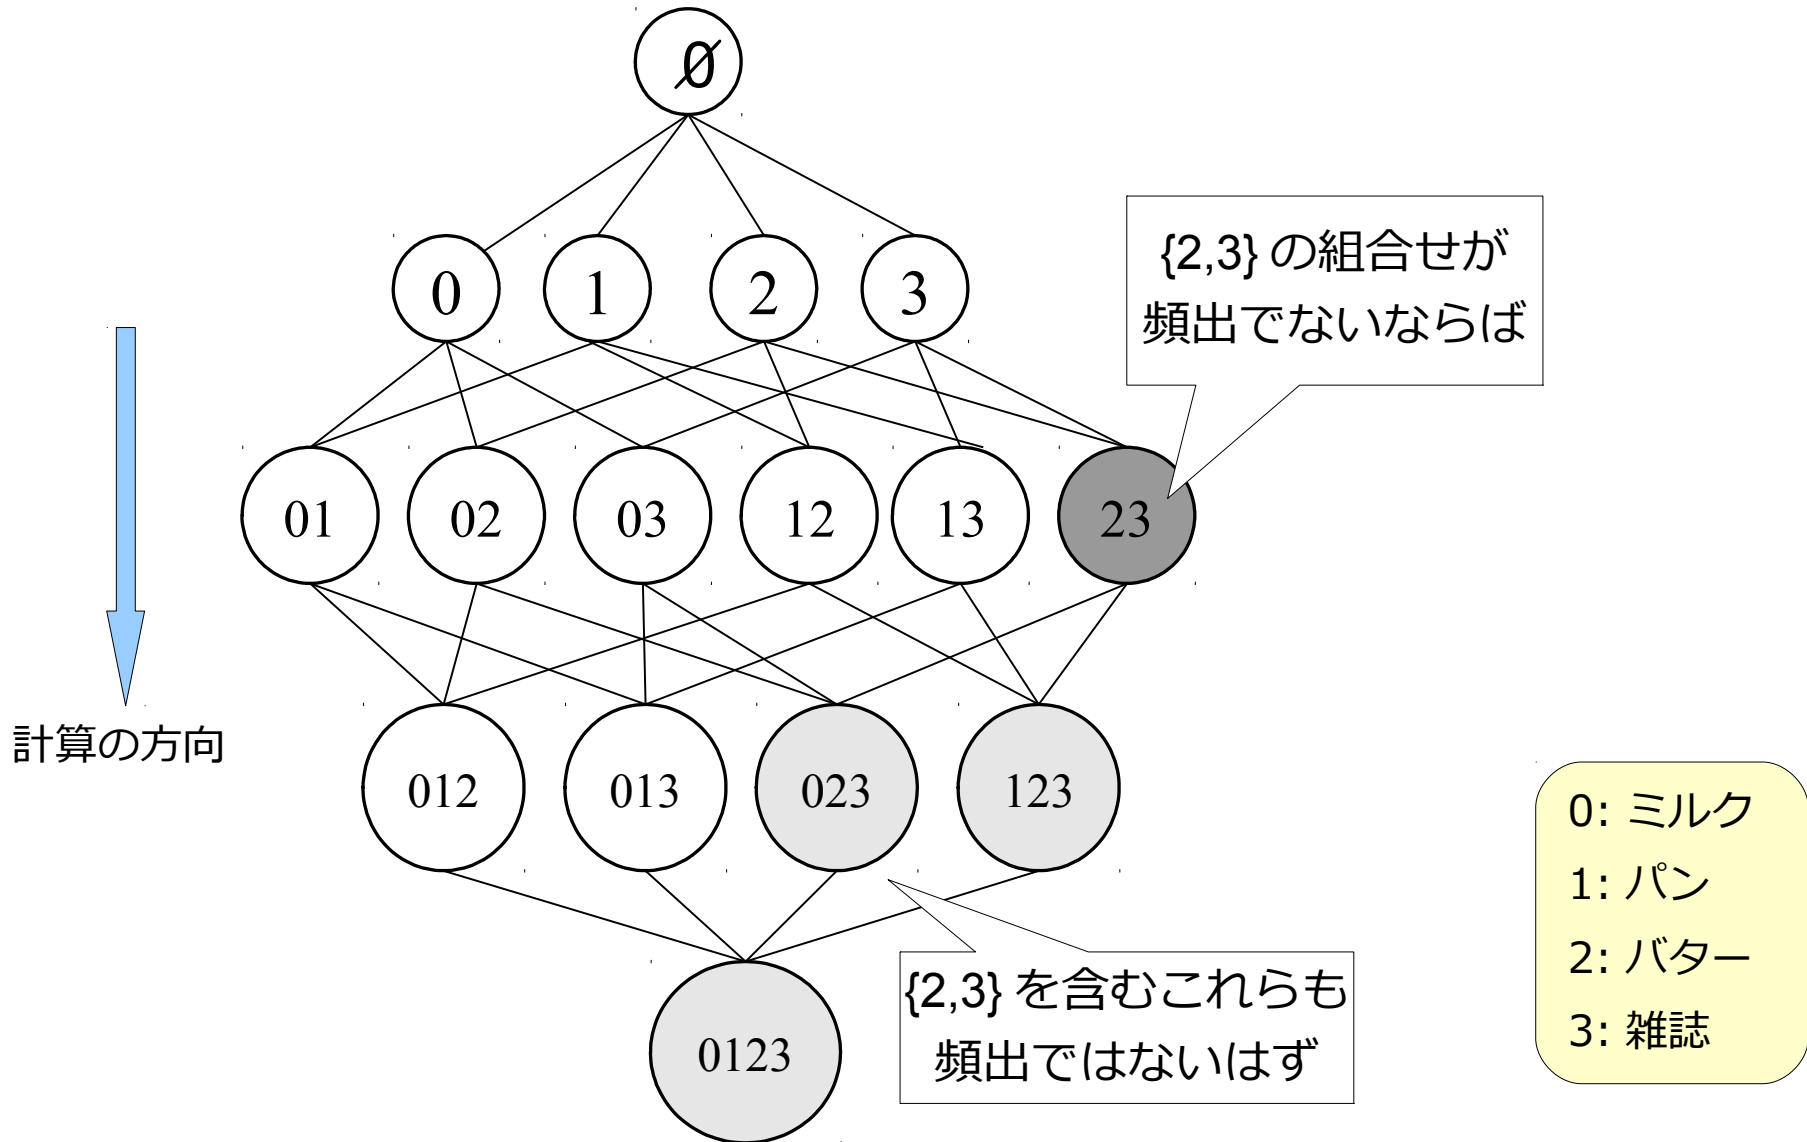 Ø
0 1 2 3
{2,3} の組合せが
頻出でないならば
01 02 03 12 13 23
計算の方向
012 013 023 123
0: ミルク
1: パン
2: バター
3: 雑誌
{2,3} を含むこれらも
頻出ではないはず
0123